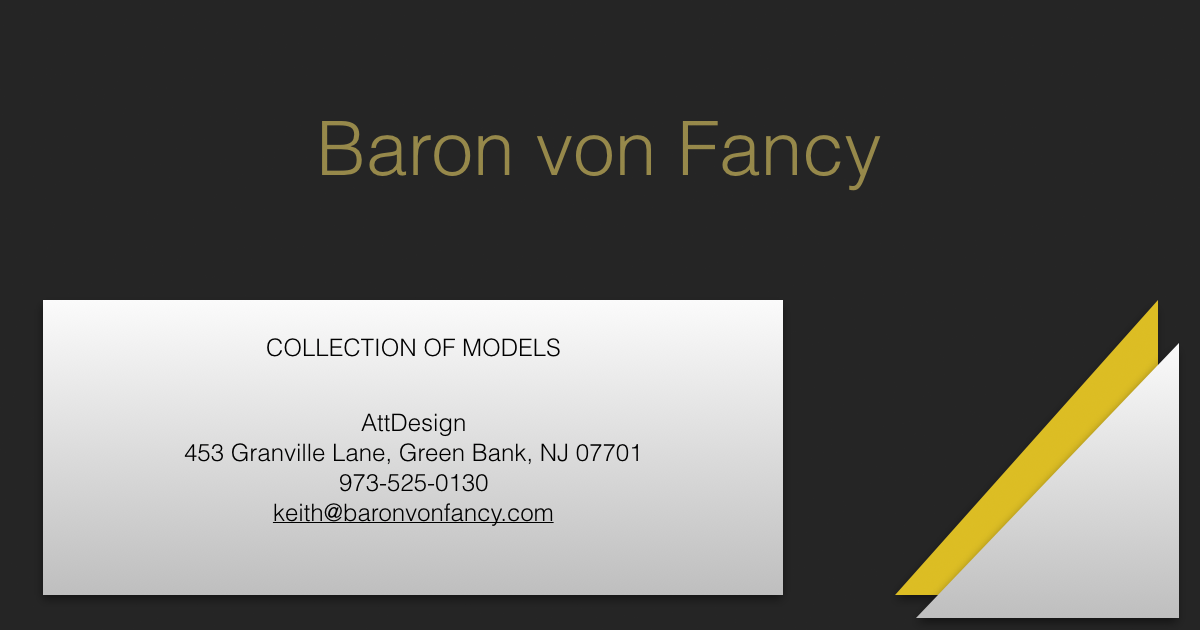 Baron von Fancy
COLLECTION OF MODELS
AttDesign
453 Granville Lane, Green Bank, NJ 07701
973-525-0130
keith@baronvonfancy.com